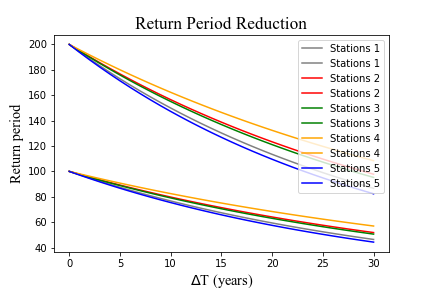 Return Period Reduction
Return period
200
180
160
140
120
100
80
60
40
Stations 1
Stations 1
Stations 2
Stations 2
Stations 3
Stations 3
Stations 4
Stations 4
Stations 5
Stations 5
0
5
10
15
20
25
30
ΔT (years)